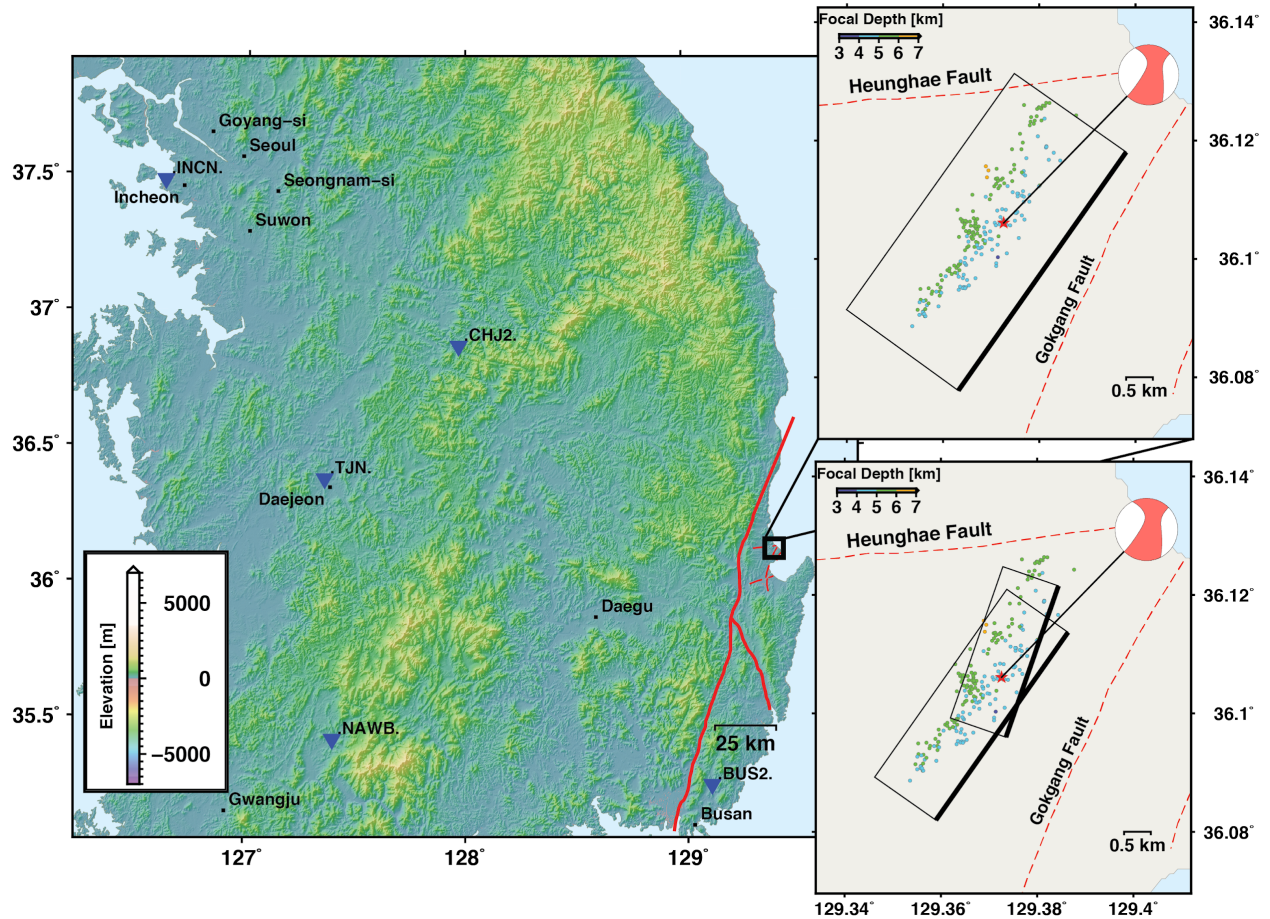 Goyang–si
Seoul
.INCN.
Incheon
Seongnam–si
Suwon
.CHJ2.
.TJN.
Daejeon
Daegu
.NAWB.
Gwangju
.BUS2.
Busan
25 km
37.5°
37°
36.5°
36°
35.5°
127°
128°
129°
Elevation [m]
5000
0
−5000
Focal Depth [km]
3 4 5 6 7
Heunghae Fault
Gokgang Fault
0.5 km
36.14°
36.12°
36.1°
36.08°
Focal Depth [km]
3 4 5 6 7
Heunghae Fault
Gokgang Fault
0.5 km
36.14°
36.12°
36.1°
36.08°
129.34°
129.36°
129.38°
129.4°